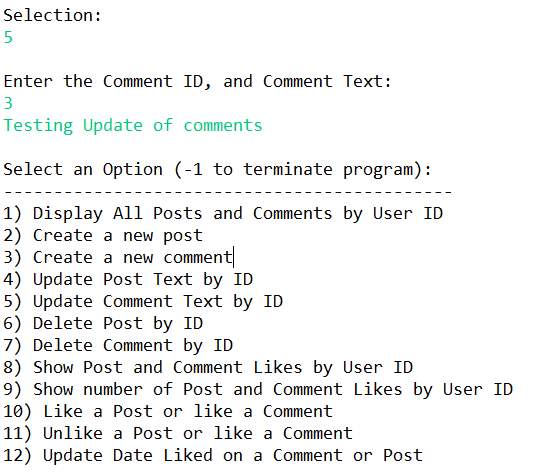 Selection:
5
Enter the Comment ID, and Comment Text:
3
Testing Update of comments
Select an Option (-1 to terminate program):
---------------------------------------------
1) Display All Posts and Comments by User ID
2) Create a new post
3) Create a new comment
4) Update Post Text by ID
5) Update Comment Text by ID
6) Delete Post by ID
7) Delete Comment by ID
8) Show Post and Comment Likes by User ID
9) Show number of Post and Comment Likes by User ID
10) Like a Post or like a Comment
11) Unlike a Post or like a Comment
12) Update Date Liked on a Comment or Post